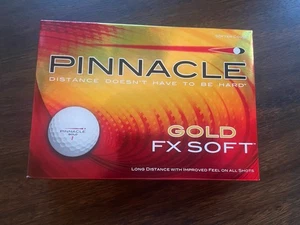 PINNACLE
DISTANCE DOESN'T HAVE TO BE HARD
GOLD
FX SOFT
PINNACLE
LONG DISTANCE WITH IMPROVED FEEL ON ALL SHOTS